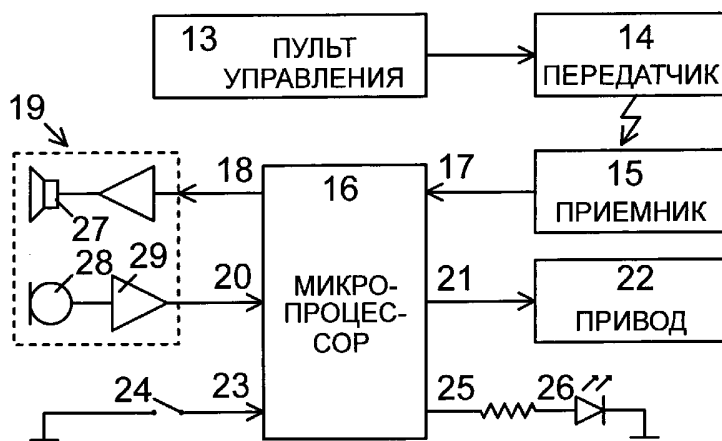 13 ПУЛЬТ
УПРАВЛЕНИЯ
14
ПЕРЕДАТЧИК
19
18
16
17
15
ПРИЕМНИК
27
28
29
20
МИКРО-
ПРОЦЕС-
СОР
21
22
ПРИВОД
24
23
25
26